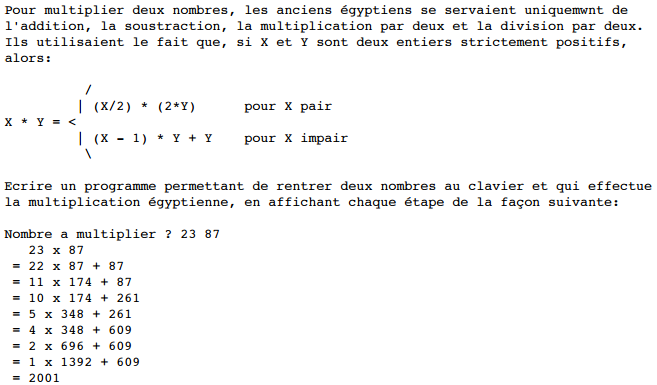 Pour multiplier deux nombres, les anciens égyptiens se servaient uniquemwnt de
l'addition, la soustraction, la multiplication par deux et la division par deux.
Ils utilisaient le fait que, si X et Y sont deux entiers strictement positifs,
alors:
/
| (X/2) * (2*Y) pour X pair
X * Y = <
| (X - 1) * Y + Y pour X impair
\
Ecrire un programme permettant de rentrer deux nombres au clavier et qui effectue
la multiplication égyptienne, en affichant chaque étape de la façon suivante:
Nombre a multiplier ? 23 87
23 x 87
= 22 x 87 + 87
= 11 x 174 + 87
= 10 x 174 + 261
= 5 x 348 + 261
= 4 x 348 + 609
= 2 x 696 + 609
= 1 x 1392 + 609
= 2001